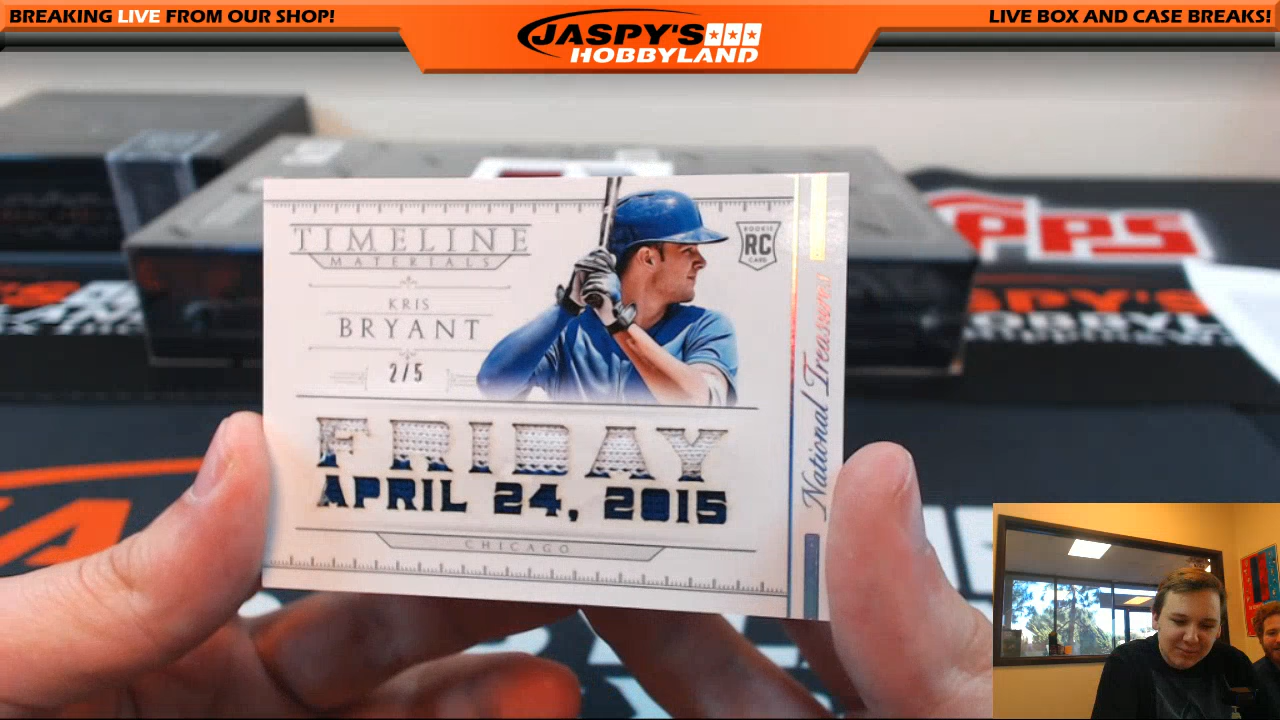 BREAKING LIVE FROM OUR SHOP!
JASPY'S
HOBBYLAND
LIVE BOX AND CASE BREAKS!
TIMELINE
MATERIALS
KRIS
BRYANT
2/5
ROOKIE
RC
CARD
FRIDAY
APRIL 24, 2015
CHICAGO
National Treasures